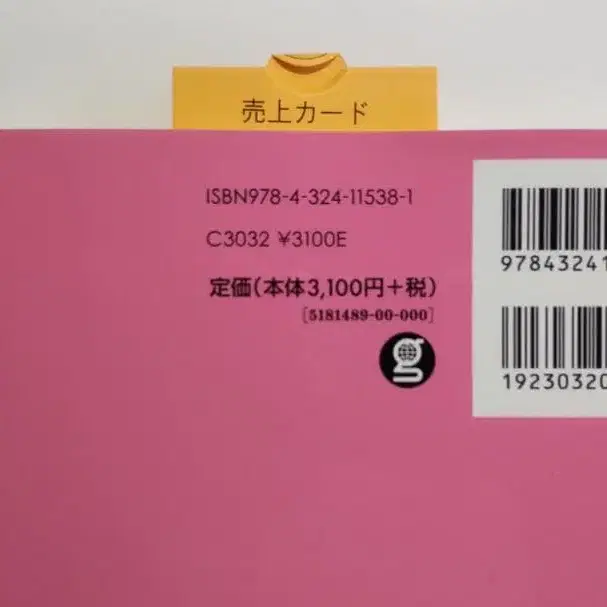 売上カード
ISBN978-4-324-11538-1
C3032 ¥3100E
定価(本体3,100円+税)
[5181489-00-000]
g
97843241
19230320